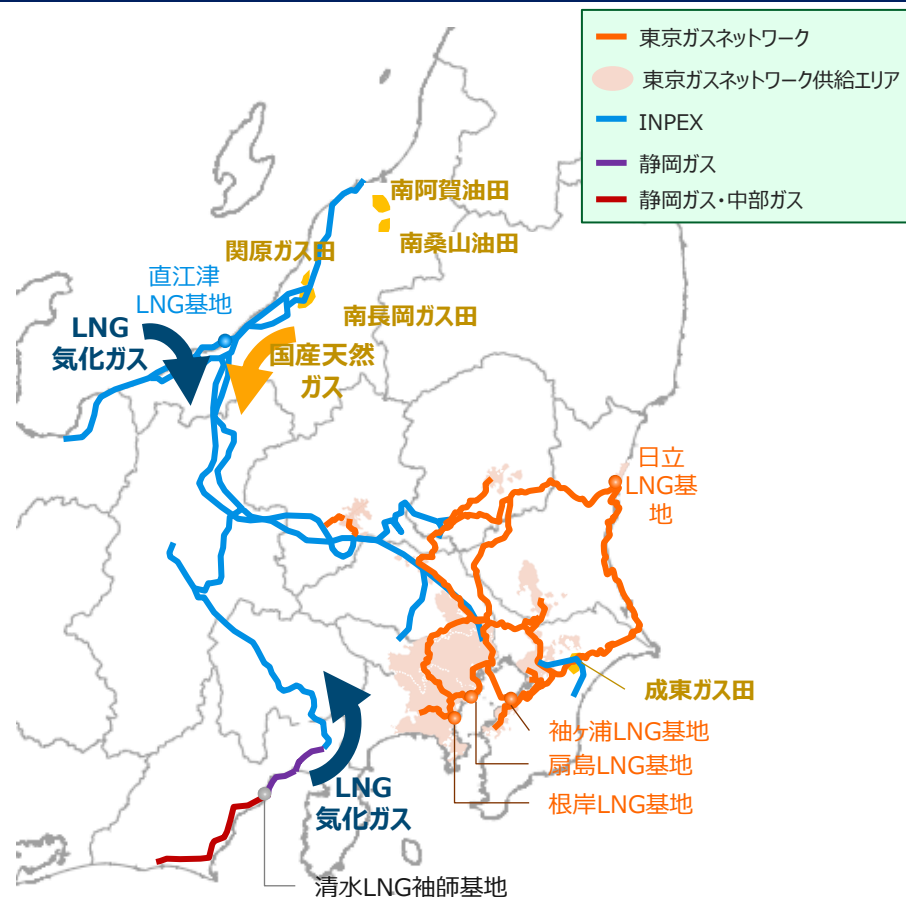 東京ガスネットワーク
東京ガスネットワーク供給エリア
INPEX
静岡ガス
静岡ガス・中部ガス
南阿賀油田
南桑山油田
関原ガス田
直江津
LNG基地
南長岡ガス田
LNG
気化ガス
国産天然
ガス
日立
LNG基
地
成東ガス田
袖ケ浦LNG基地
扇島LNG基地
根岸LNG基地
LNG
気化ガス
清水LNG袖師基地